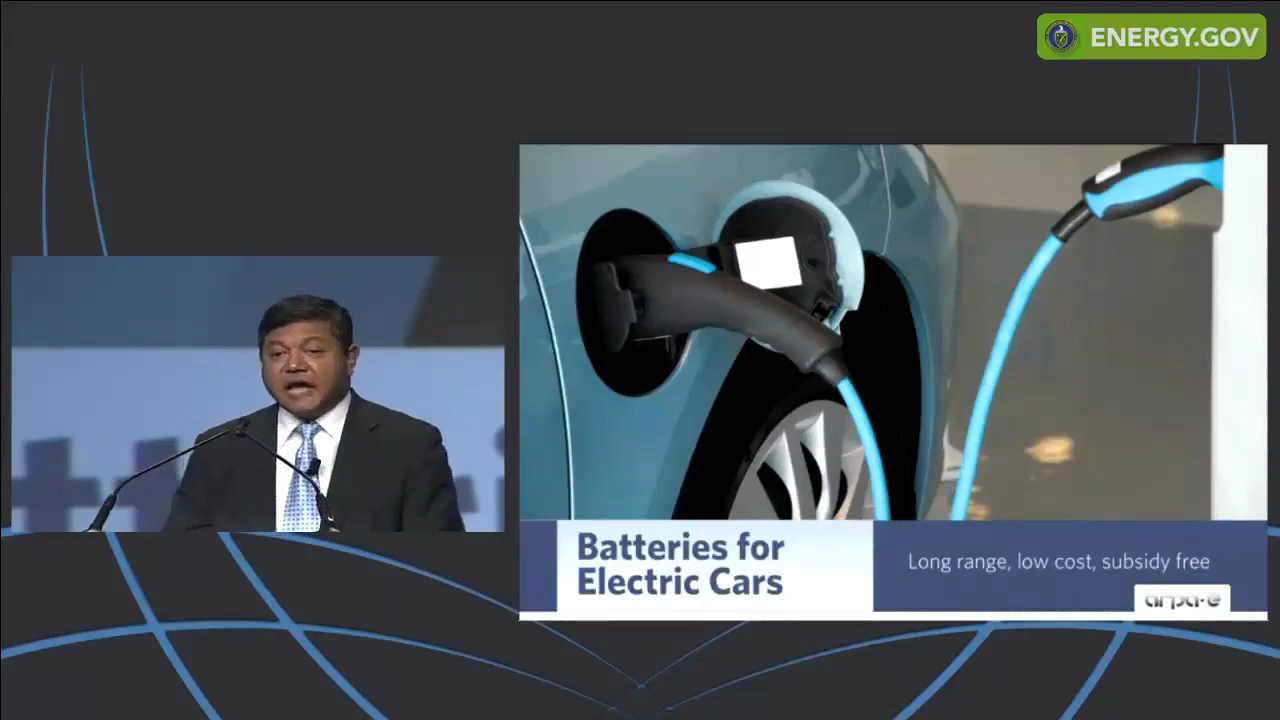 ENERGY.GOV
Batteries for
Electric Cars
Long range, low cost, subsidy free
arpa·e